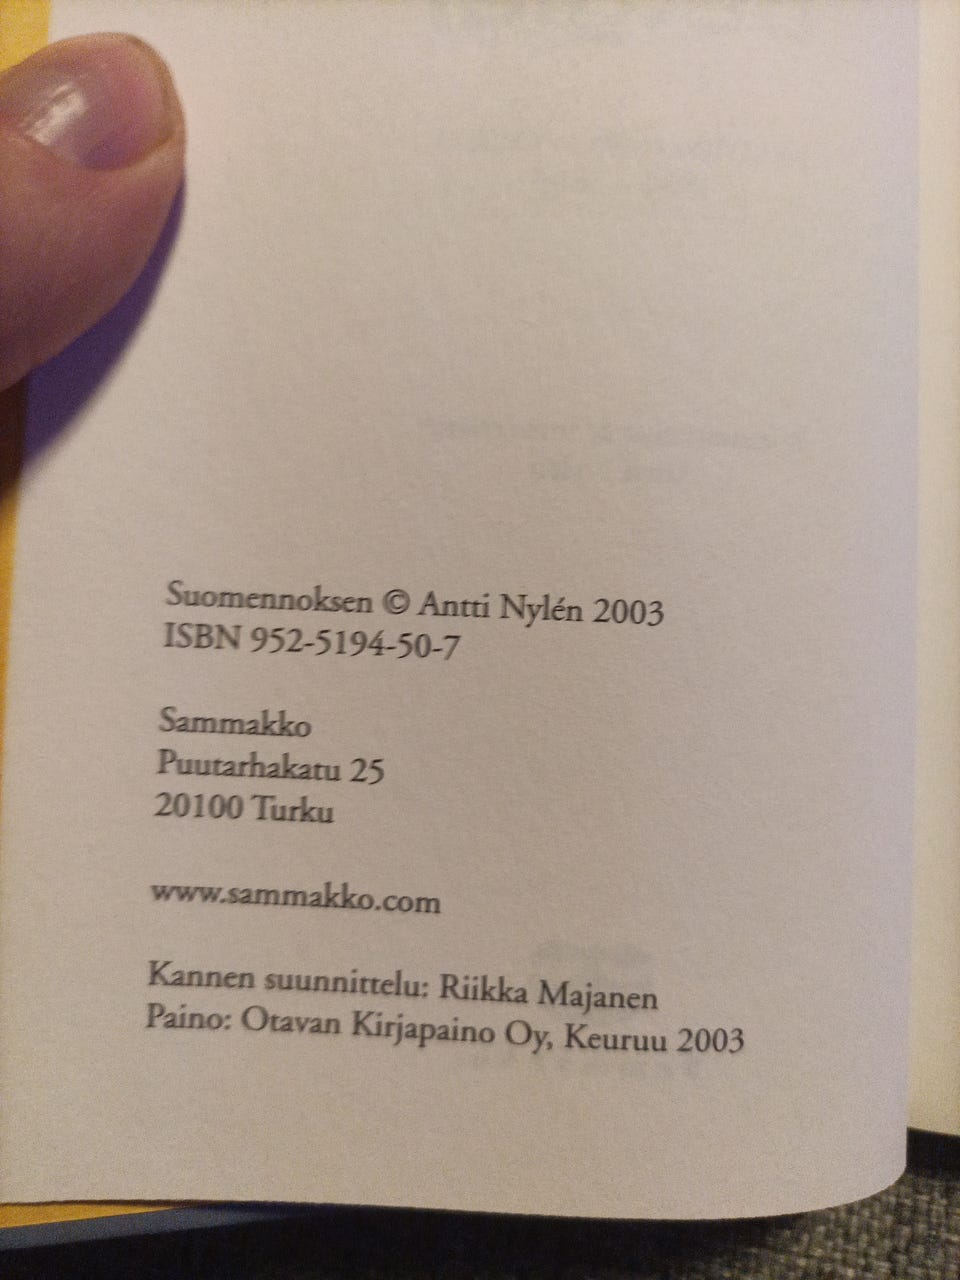 Suomennoksen © Antti Nylén 2003
ISBN 952-5194-50-7
Sammakko
Puutarhakatu 25
20100 Turku
www.sammakko.com
Kannen suunnittelu: Riikka Majanen
Paino: Otavan Kirjapaino Oy, Keuruu 2003